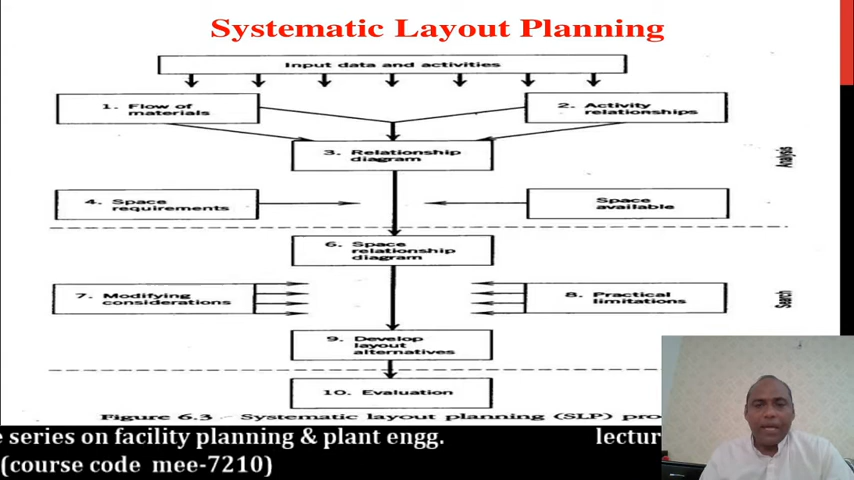 Systematic Layout Planning
Input data and activities
1. Flow of
materials
2. Activity
relationships
3. Relationship
diagram
Analysis
4. Space
requirements
Space
available
6. Space
relationship
diagram
7. Modifying
considerations
8. Practical
limitations
Search
9. Develop
layout
alternatives
10. Evaluation
Figure 6.3 Systematic layout planning (SLP) pro
e series on facility planning & plant engg. lectur
(course code mee-7210)